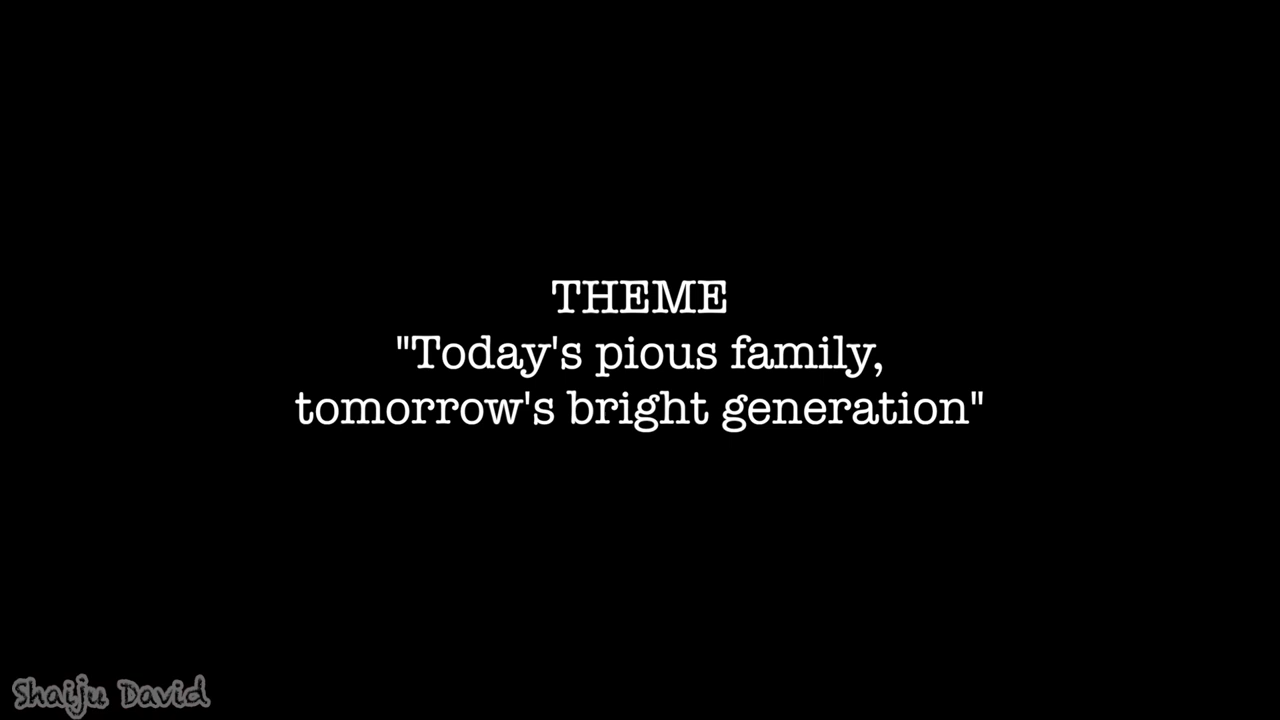 THEME
"Today's pious family,
tomorrow's bright generation"
Shaiju David